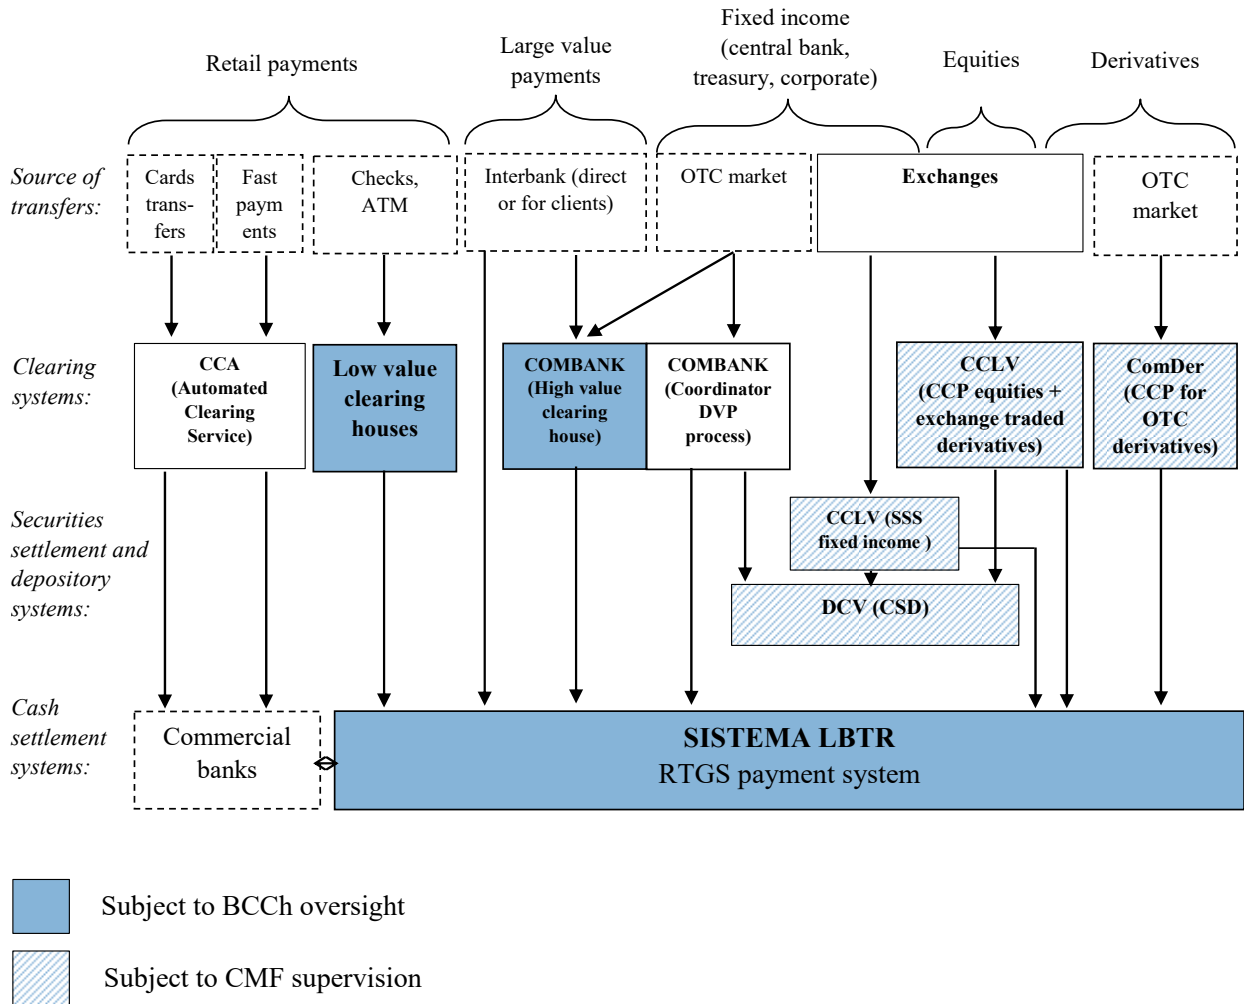 Retail payments
Large value
payments
Fixed income
(central bank,
treasury, corporate)
Equities
Derivatives
Source of
transfers:
Cards
trans-
fers
Fast
paym
ents
Checks,
ATM
Interbank (direct
or for clients)
OTC market
Exchanges
OTC
market
Clearing
systems:
CCA
(Automated
Clearing
Service)
Low value
clearing
houses
COMBANK
(High value
clearing
house)
COMBANK
(Coordinator
DVP
process)
CCLV
(CCP equities +
exchange traded
derivatives)
ComDer
(CCP for
OTC
derivatives)
Securities
settlement and
depository
systems:
CCLV (SSS
fixed income )
DCV (CSD)
Cash
settlement
systems:
Commercial
banks
SISTEMA LBTR
RTGS payment system
Subject to BCCh oversight
Subject to CMF supervision